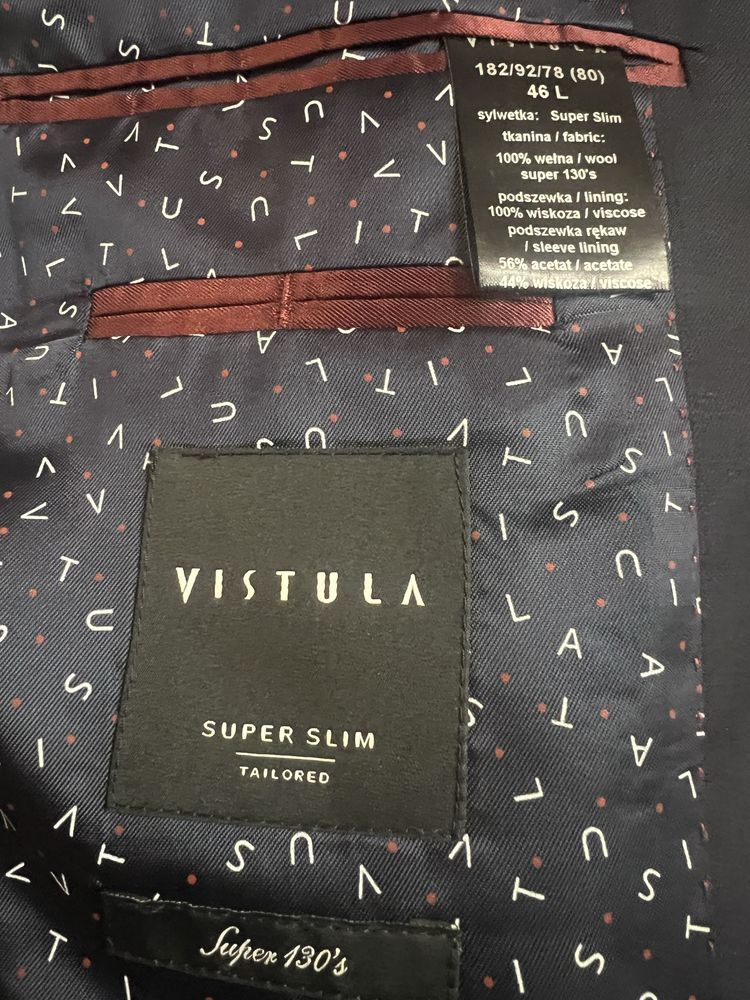 VISTULA
182/92/78 (80)
46 L
sylwetka: Super Slim
tkanina / fabric:
100% wełna / wool
super 130's
podszewka / lining:
100% wiskoza / viscose
podszewka rękaw
/ sleeve lining
56% acetat / acetate
44% wiskoza / viscose
VISTULA
SUPER SLIM
TAILORED
Super 130's